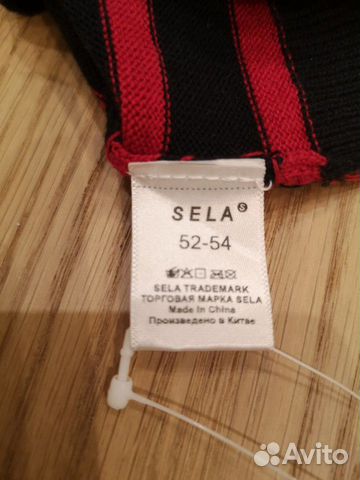 SELA®
52-54
SELA TRADEMARK
ТОРГОВАЯ МАРКА SELA
Made In China
Произведено в Китае
Avito